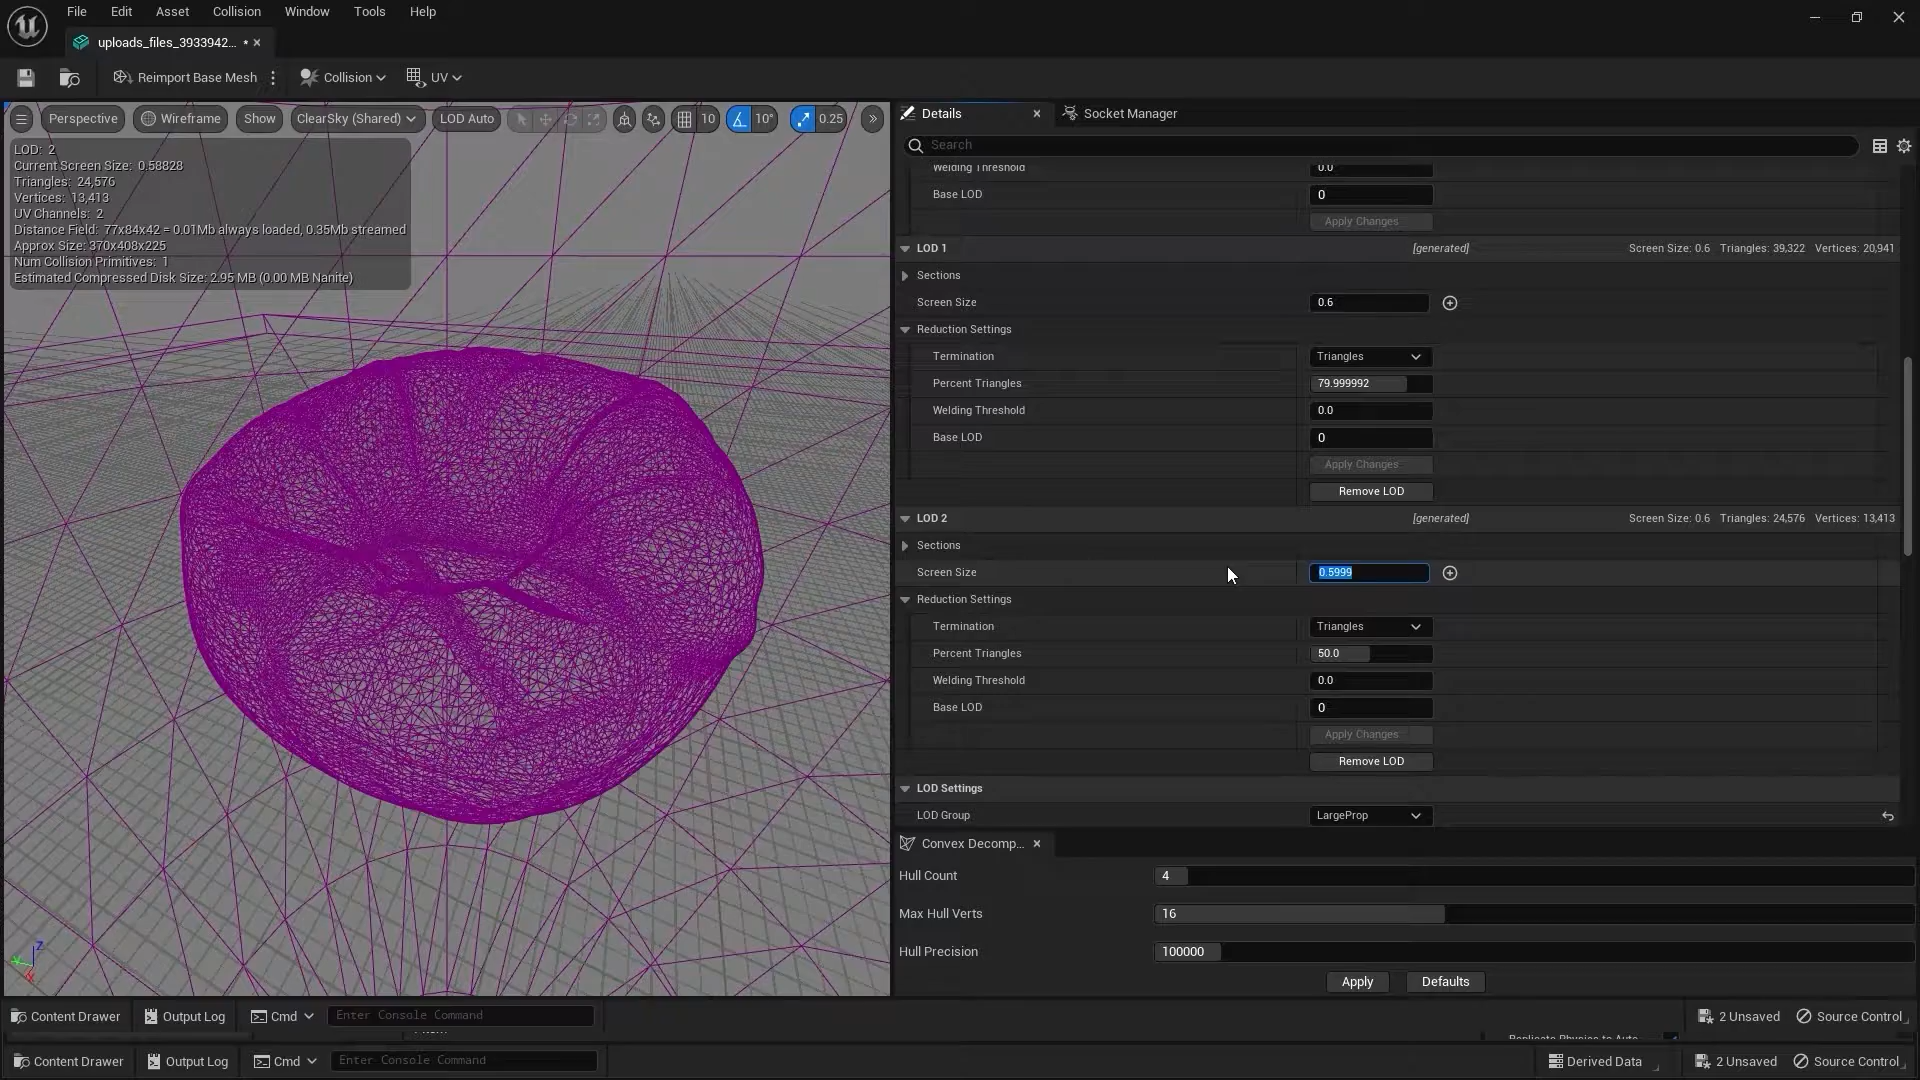 File Edit Asset Collision Window Tools Help
uploads_files_3933942... •
Reimport Base Mesh Collision UV
Perspective Wireframe Show ClearSky (Shared) LOD Auto 10 10° 0.25
LOD: 2
Current Screen Size: 0.58828
Triangles: 24,576
Vertices: 13,413
UV Channels: 2
Distance Field: 77x84x42 = 0.01Mb always loaded, 0.35Mb streamed
Approx Size: 370x408x225
Num Collision Primitives: 1
Estimated Compressed Disk Size: 2.95 MB (0.00 MB Nanite)
Z
Details Socket Manager
Search
Welding Threshold 0.0
Base LOD 0
Apply Changes
LOD 1 [generated] Screen Size: 0.6 Triangles: 39,322 Vertices: 20,941
Sections
Screen Size 0.6
Reduction Settings
Termination Triangles
Percent Triangles 79.999992
Welding Threshold 0.0
Base LOD 0
Apply Changes
Remove LOD
LOD 2 [generated] Screen Size: 0.6 Triangles: 24,576 Vertices: 13,413
Sections
Screen Size 0.5999
Reduction Settings
Termination Triangles
Percent Triangles 50.0
Welding Threshold 0.0
Base LOD 0
Apply Changes
Remove LOD
LOD Settings
LOD Group LargeProp
Convex Decomp...
Hull Count 4
Max Hull Verts 16
Hull Precision 100000
Apply Defaults
Content Drawer Output Log Cmd Enter Console Command 2 Unsaved Source Control
Replicate Physics to Auto
Content Drawer Output Log Cmd Enter Console Command Derived Data 2 Unsaved Source Control